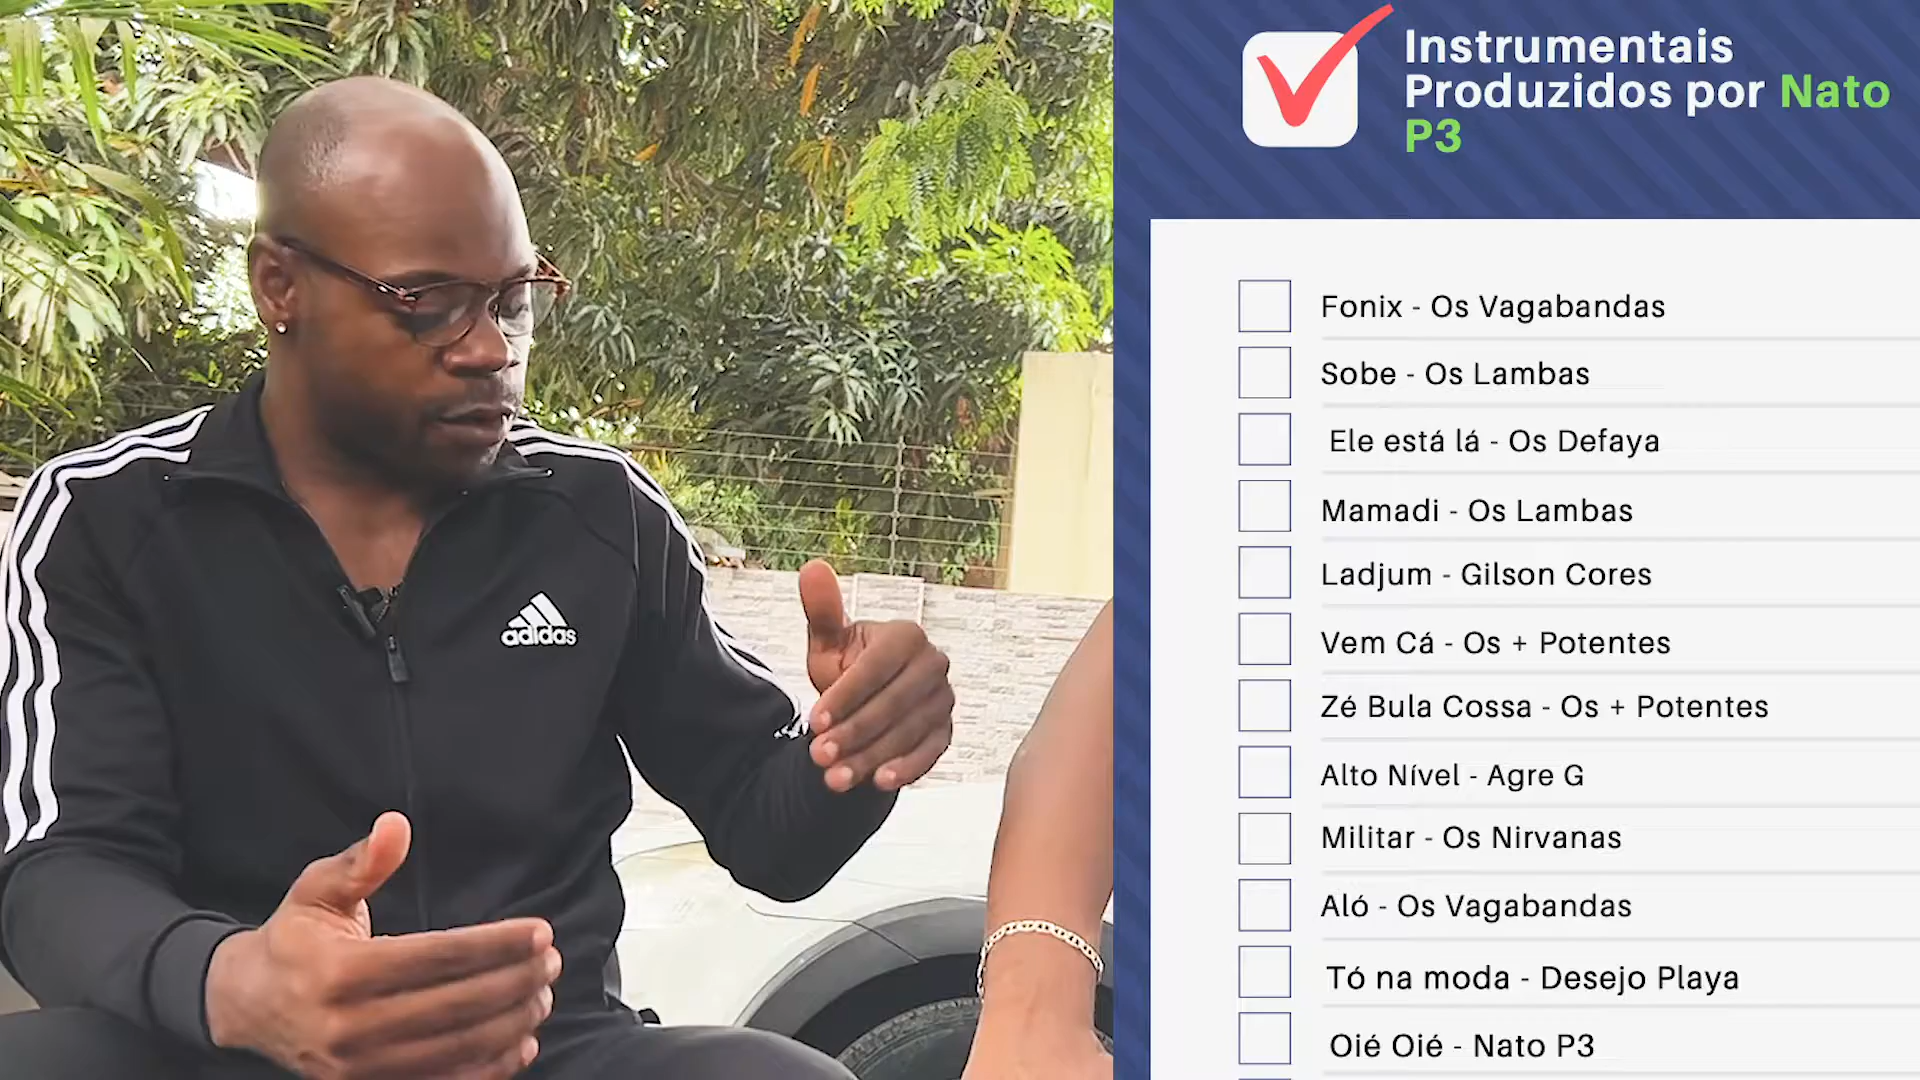 Instrumentais
Produzidos por Nato
P3
Fonix - Os Vagabandas
Sobe - Os Lambas
Ele está lá - Os Defaya
Mamadi - Os Lambas
Ladjum - Gilson Cores
Vem Cá - Os + Potentes
Zé Bula Cossa - Os + Potentes
Alto Nível - Agre G
Militar - Os Nirvanas
Aló - Os Vagabandas
Tó na moda - Desejo Playa
Oié Oié - Nato P3
adidas